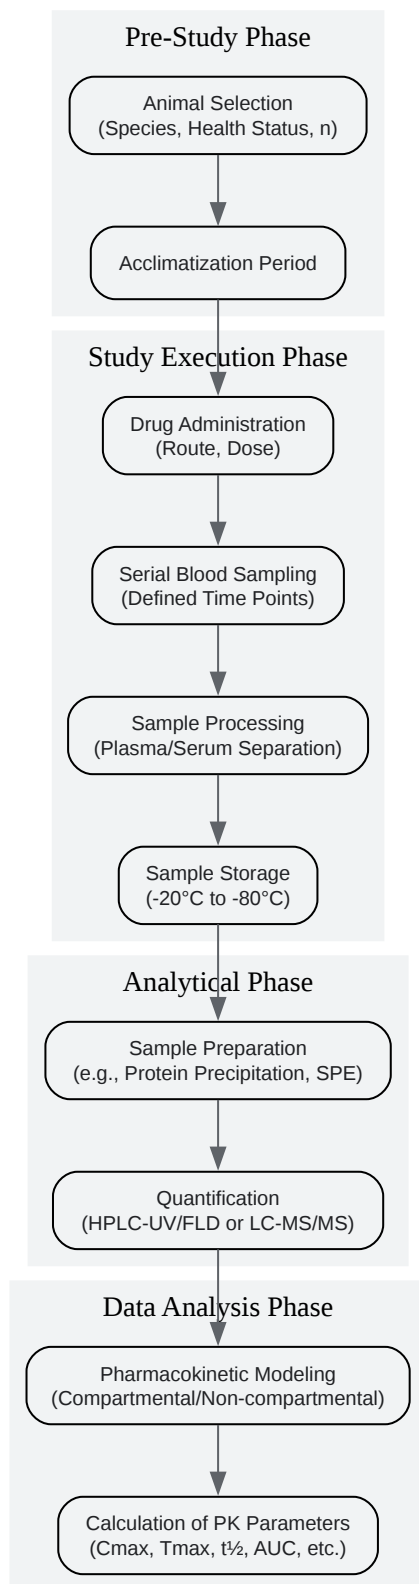 Pre-Study Phase
Animal Selection
(Species, Health Status, n)
Acclimatization Period
Study Execution Phase
Drug Administration
(Route, Dose)
Serial Blood Sampling
(Defined Time Points)
Sample Processing
(Plasma/Serum Separation)
Sample Storage
(-20°C to -80°C)
Analytical Phase
Sample Preparation
(e.g., Protein Precipitation, SPE)
Quantification
(HPLC-UV/FLD or LC-MS/MS)
Data Analysis Phase
Pharmacokinetic Modeling
(Compartmental/Non-compartmental)
Calculation of PK Parameters
(Cmax, Tmax, t½, AUC, etc.)